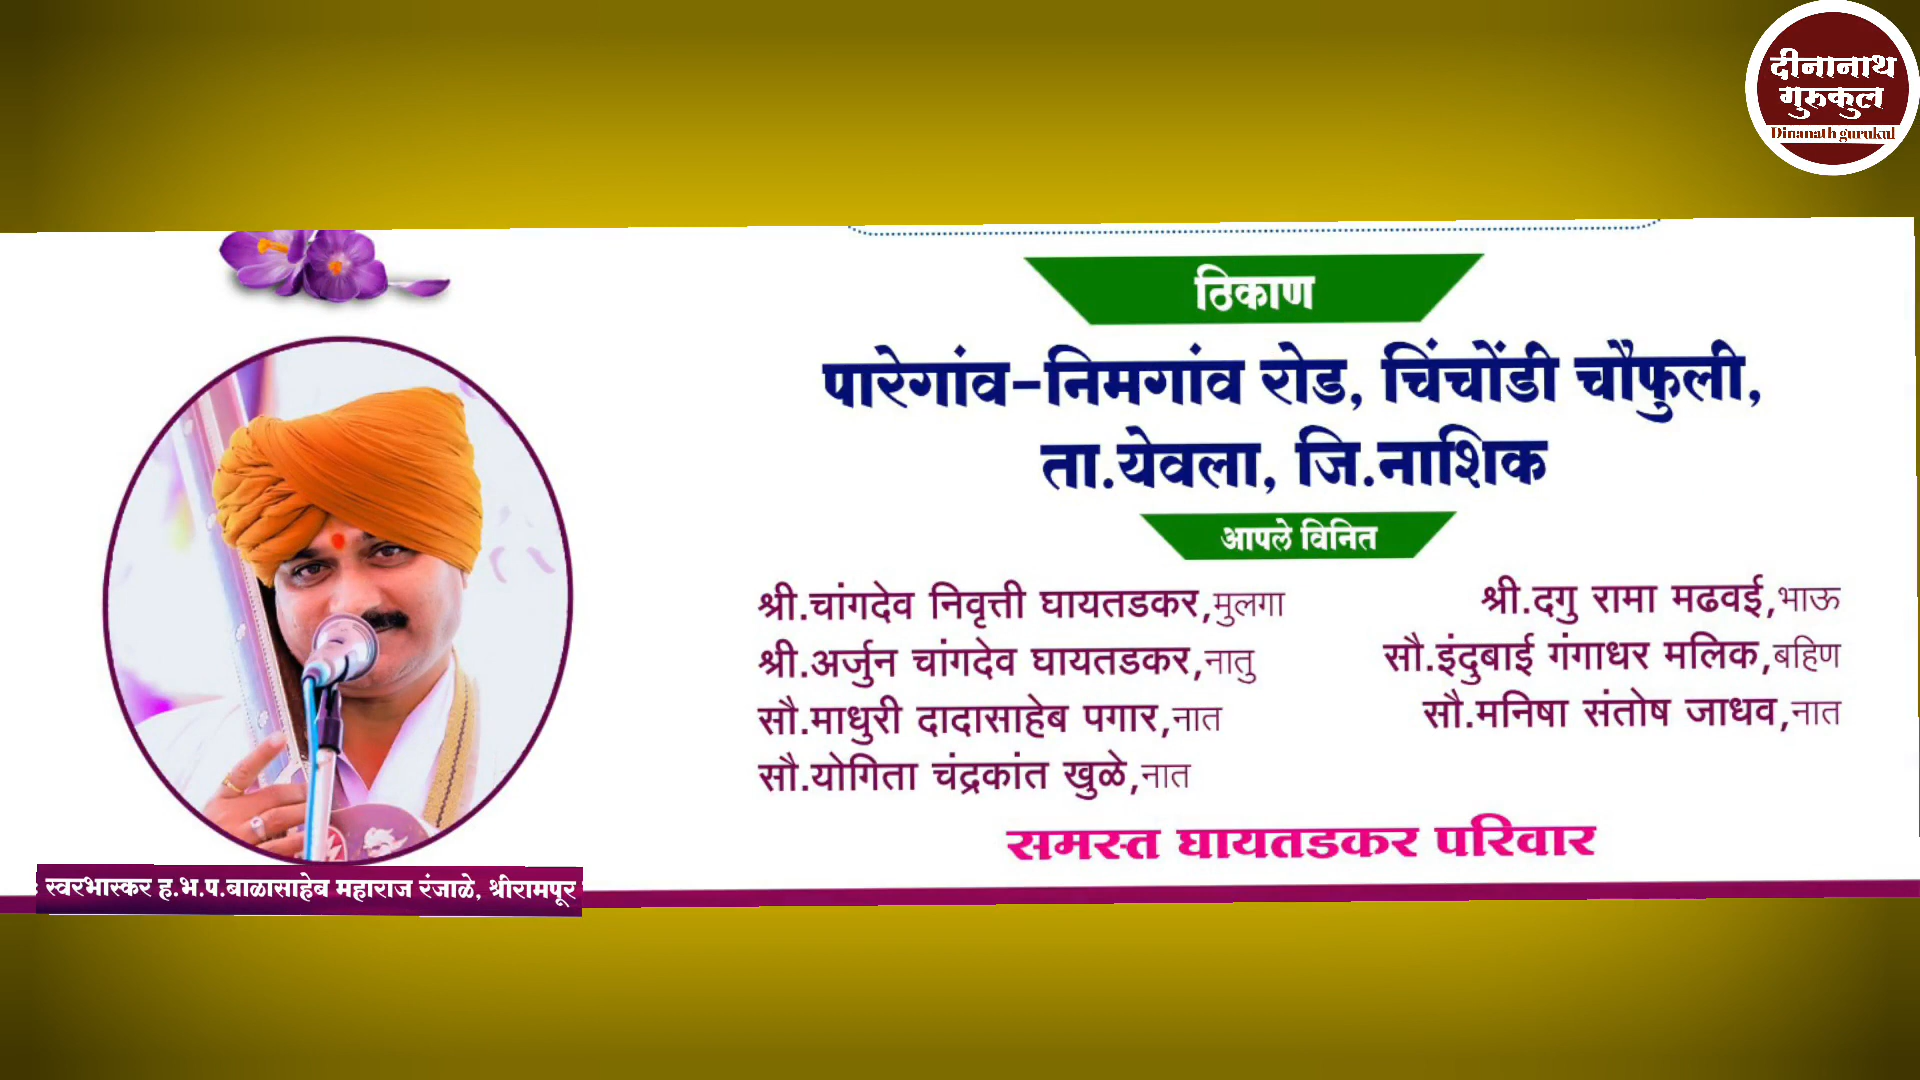 दीनानाथ
गुरुकुल
Dinanath gurukul
ठिकाण
पारेगांव-निमगांव रोड, चिंचोंडी चौफुली,
ता.येवला, जि.नाशिक
आपले विनित
श्री.चांगदेव निवृत्ती घायतडकर,मुलगा
श्री.अर्जुन चांगदेव घायतडकर,नातु
सौ.माधुरी दादासाहेब पगार,नात
सौ.योगिता चंद्रकांत खुळे,नात
श्री.दगु रामा मढवई,भाऊ
सौ.इंदुबाई गंगाधर मलिक,बहिण
सौ.मनिषा संतोष जाधव,नात
समस्त घायतडकर परिवार
: स्वरभास्कर ह.भ.प.बाळासाहेब महाराज रंजाळे, श्रीरामपूर